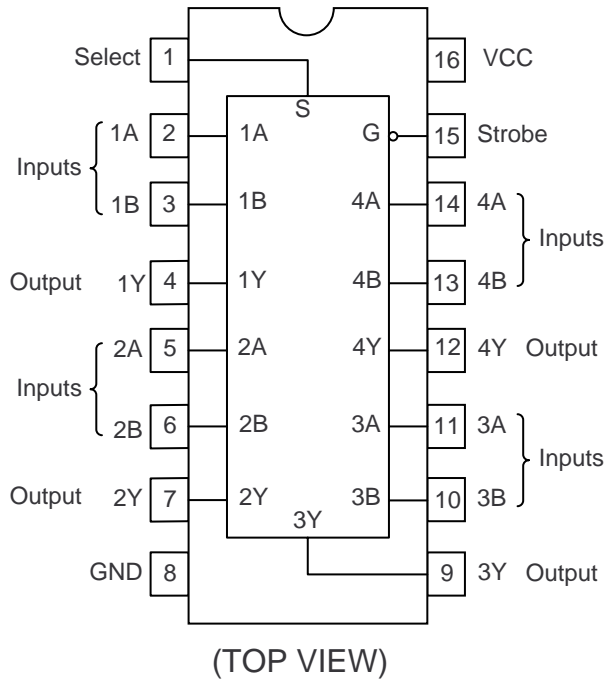 Select 1 16 VCC
S
1A 2 1A G 15 Strobe
Inputs
1B 3 1B 4A 14 4A
Inputs
Output 1Y 4 1Y 4B 13 4B
2A 5 2A 4Y 12 4Y Output
Inputs
2B 6 2B 3A 11 3A
Inputs
Output 2Y 7 2Y 3B 10 3B
3Y
GND 8 9 3Y Output
(TOP VIEW)